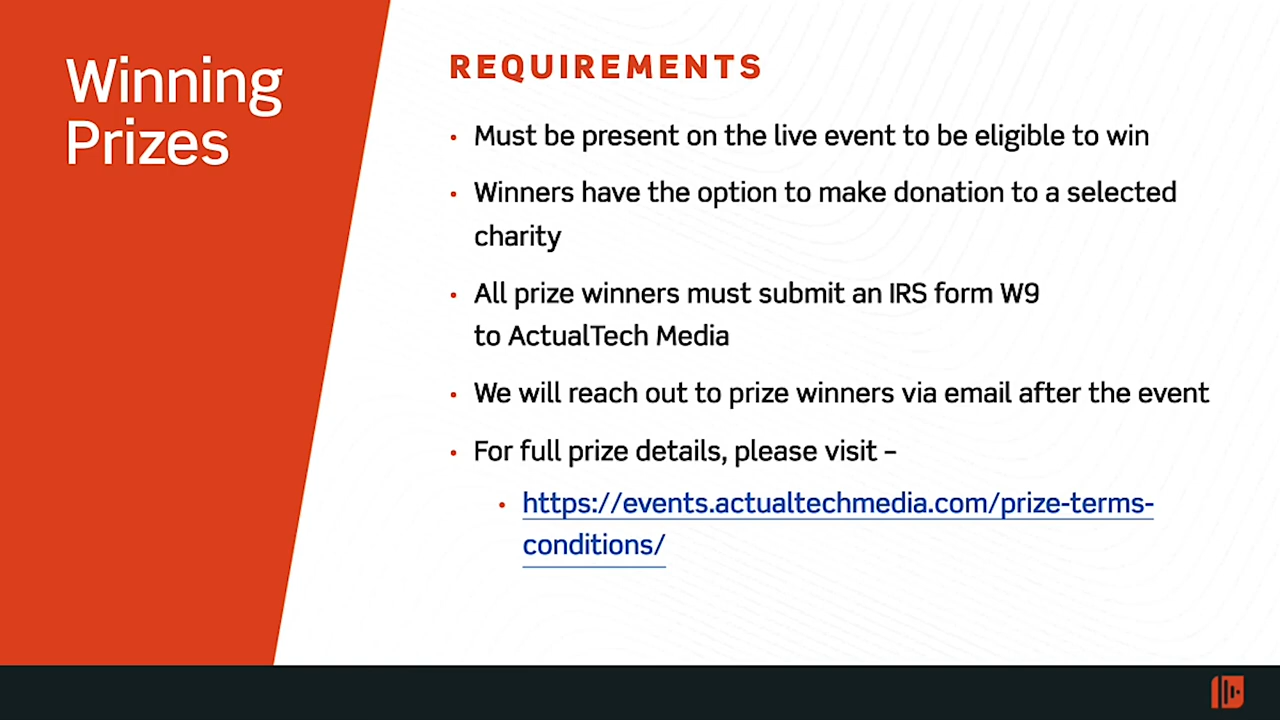 Winning
Prizes
REQUIREMENTS
• Must be present on the live event to be eligible to win
• Winners have the option to make donation to a selected
charity
• All prize winners must submit an IRS form W9
to ActualTech Media
• We will reach out to prize winners via email after the event
• For full prize details, please visit –
• https://events.actualtechmedia.com/prize-terms-
conditions/